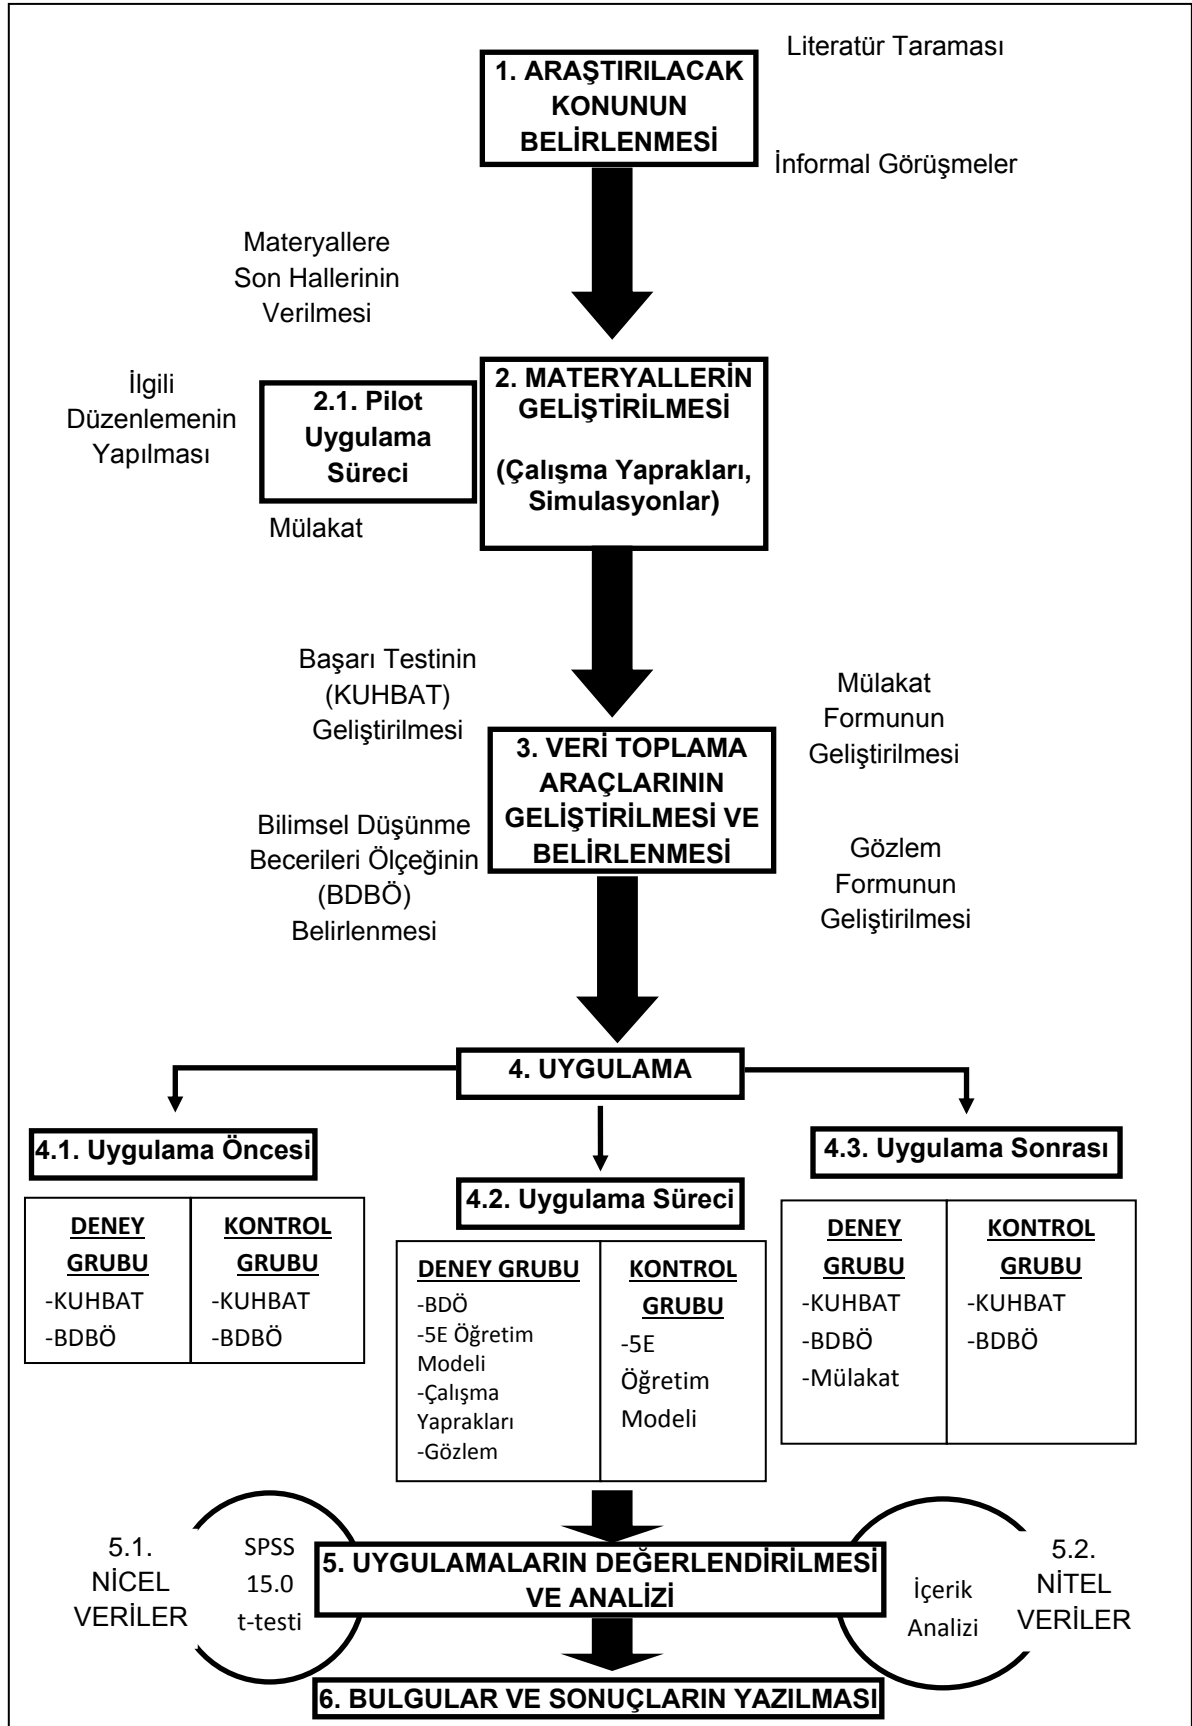 Literatür Taraması
1. ARAŞTIRILACAK
KONUNUN
BELİRLENMESİ
İnformal Görüşmeler
Materyallere
Son Hallerinin
Verilmesi
İlgili
Düzenlemenin
Yapılması
2.1. Pilot
Uygulama
Süreci
Mülakat
2. MATERYALLERİN
GELİŞTİRİLMESİ
(Çalışma Yaprakları,
Simulasyonlar)
Başarı Testinin
(KUHBAT)
Geliştirilmesi
Bilimsel Düşünme
Becerileri Ölçeğinin
(BDBÖ)
Belirlenmesi
3. VERİ TOPLAMA
ARAÇLARININ
GELİŞTİRİLMESİ VE
BELİRLENMESİ
Mülakat
Formunun
Geliştirilmesi
Gözlem
Formunun
Geliştirilmesi
4. UYGULAMA
4.1. Uygulama Öncesi
DENEY
GRUBU
-KUHBAT
-BDBÖ
KONTROL
GRUBU
-KUHBAT
-BDBÖ
4.2. Uygulama Süreci
DENEY GRUBU
-BDÖ
-5E Öğretim
Modeli
-Çalışma
Yaprakları
-Gözlem
KONTROL
GRUBU
-5E
Öğretim
Modeli
4.3. Uygulama Sonrası
DENEY
GRUBU
-KUHBAT
-BDBÖ
-Mülakat
KONTROL
GRUBU
-KUHBAT
-BDBÖ
5.1.
NİCEL
VERİLER
SPSS
15.0
t-testi
5. UYGULAMALARIN DEĞERLENDİRİLMESİ
VE ANALİZİ
İçerik
Analizi
5.2.
NİTEL
VERİLER
6. BULGULAR VE SONUÇLARIN YAZILMASI